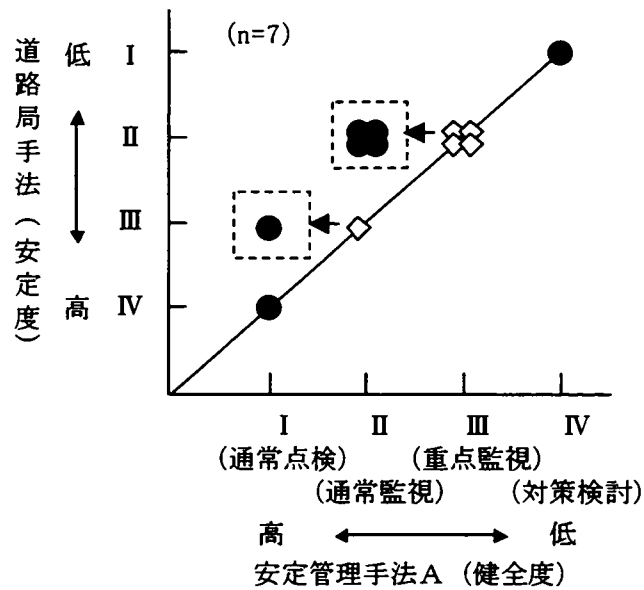 (n=7)
道路局手法(安定度)
低
高
Ⅰ
Ⅱ
Ⅲ
Ⅳ
Ⅰ Ⅱ Ⅲ Ⅳ
(通常点検) (重点監視)
(通常監視) (対策検討)
高 低
安定管理手法A (健全度)